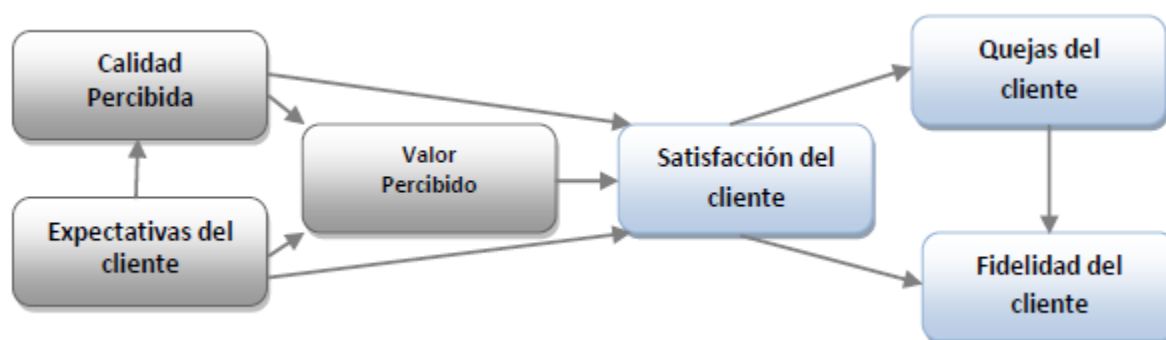 Calidad
Percibida
Expectativas del
cliente
Valor
Percibido
Satisfacción del
cliente
Quejas del
cliente
Fidelidad del
cliente